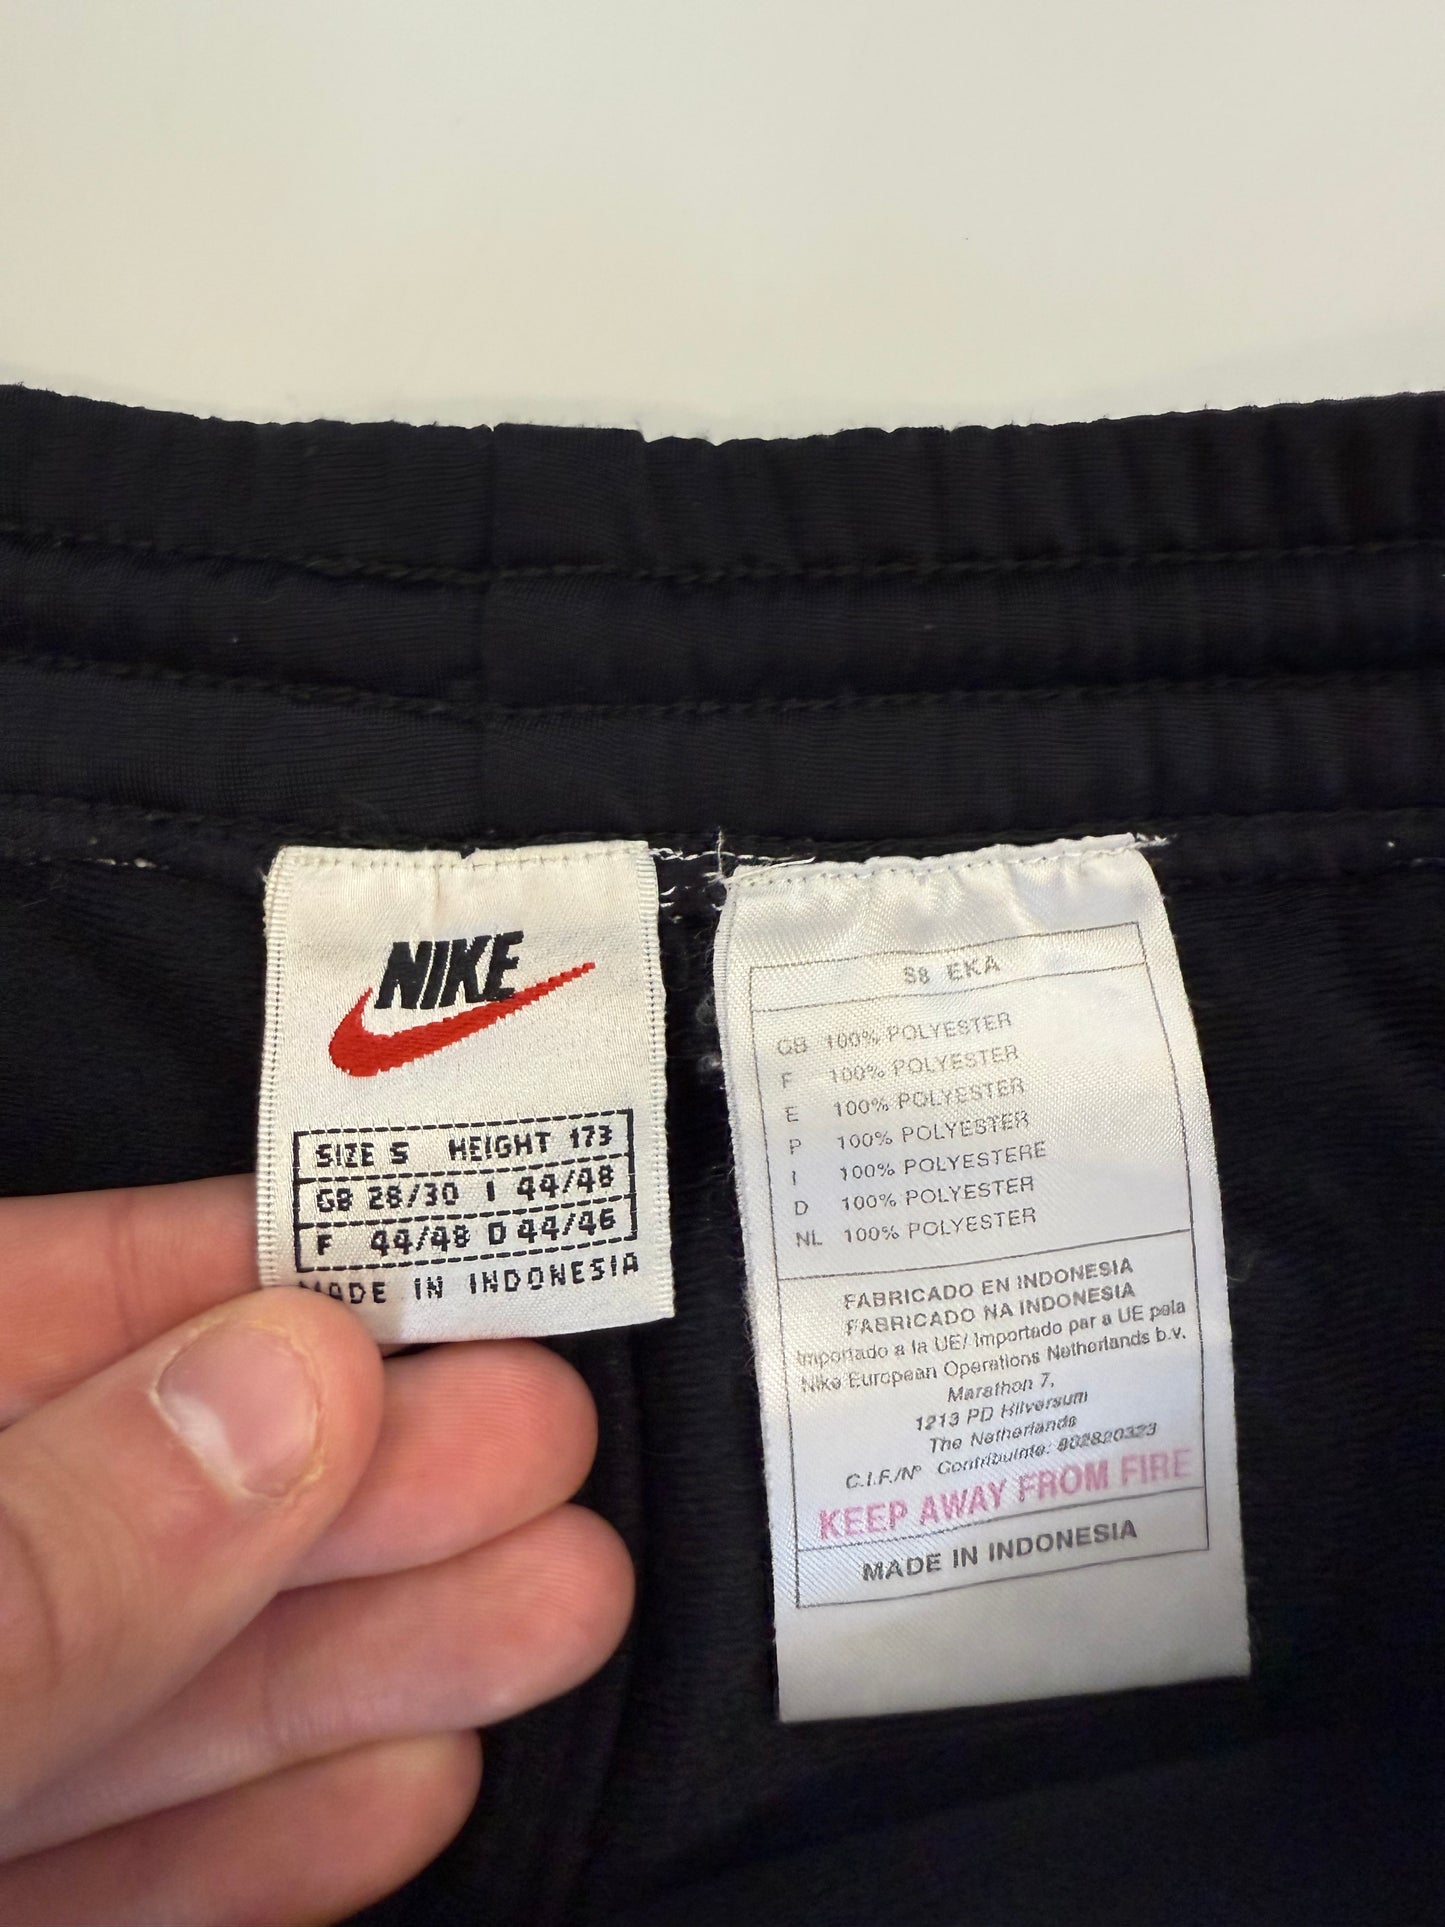 NIKE
SIZE S HEIGHT 173
GB 28/30 I 44/48
F 44/48 D 44/46
MADE IN INDONESIA
S8 EKA
GB 100% POLYESTER
F 100% POLYESTER
E 100% POLYESTER
P 100% POLYESTER
I 100% POLYESTERE
D 100% POLYESTER
NL 100% POLYESTER
FABRICADO EN INDONESIA
FABRICADO NA INDONESIA
Importado a la UE/ Importado par a UE pela
Nike European Operations Netherlands b.v.
Marathon 7,
1213 PD Hilversum
The Netherlands
C.I.F./Nº Contribuinte: 802820323
KEEP AWAY FROM FIRE
MADE IN INDONESIA